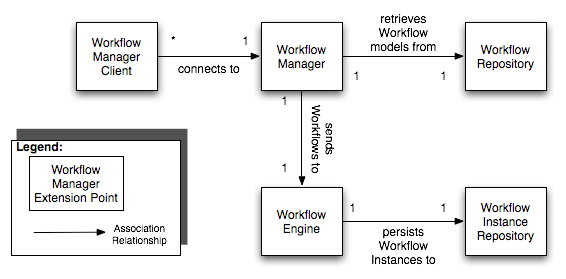 retrieves
Workflow
models from
Workflow
Manager
Client
*
1
connects to
Workflow
Manager
1
1
Workflow
Repository
1
sends
Workflows to
1
Legend:
Workflow
Manager
Extension Point
Association
Relationship
Workflow
Engine
1
1
persists
Workflow
Instances to
Workflow
Instance
Repository